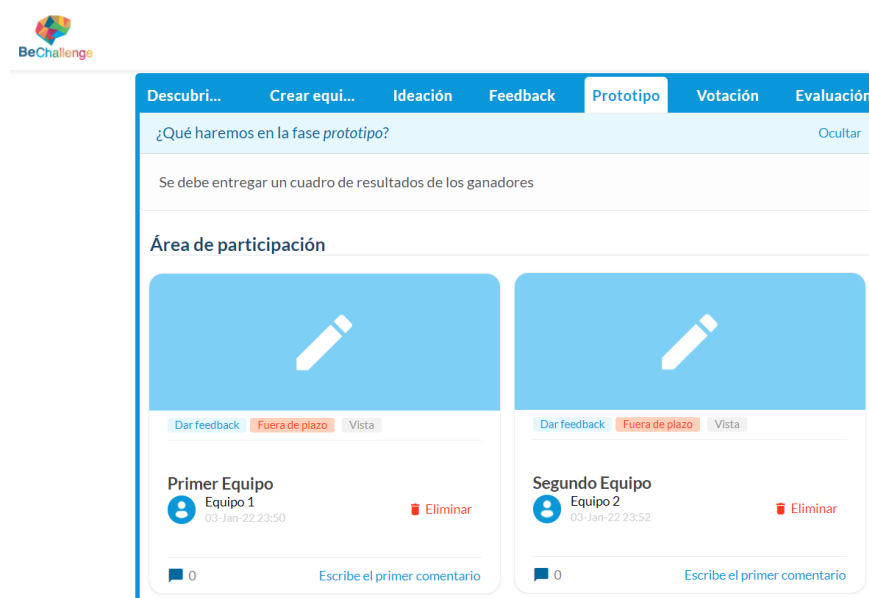 BeChallenge
Descubri... Crear equi... Ideación Feedback Prototipo Votación Evaluación
¿Qué haremos en la fase prototipo? Ocultar
Se debe entregar un cuadro de resultados de los ganadores
Área de participación
Dar feedback Fuera de plazo Vista
Primer Equipo
Equipo 1
03-Jan-22 23:50
Eliminar
0 Escribe el primer comentario
Dar feedback Fuera de plazo Vista
Segundo Equipo
Equipo 2
03-Jan-22 23:52
Eliminar
0 Escribe el primer comentario